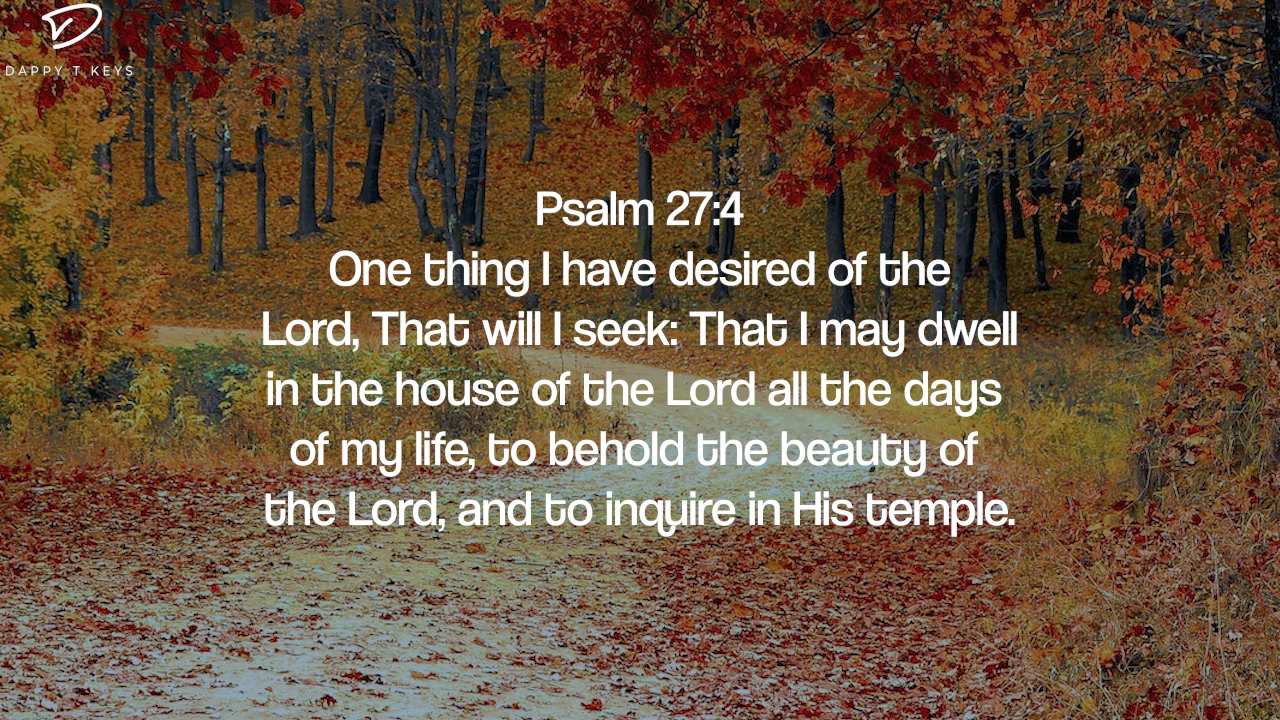 DAPPY T KEYS
Psalm 27:4
One thing I have desired of the
Lord, That will I seek: That I may dwell
in the house of the Lord all the days
of my life, to behold the beauty of
the Lord, and to inquire in His temple.